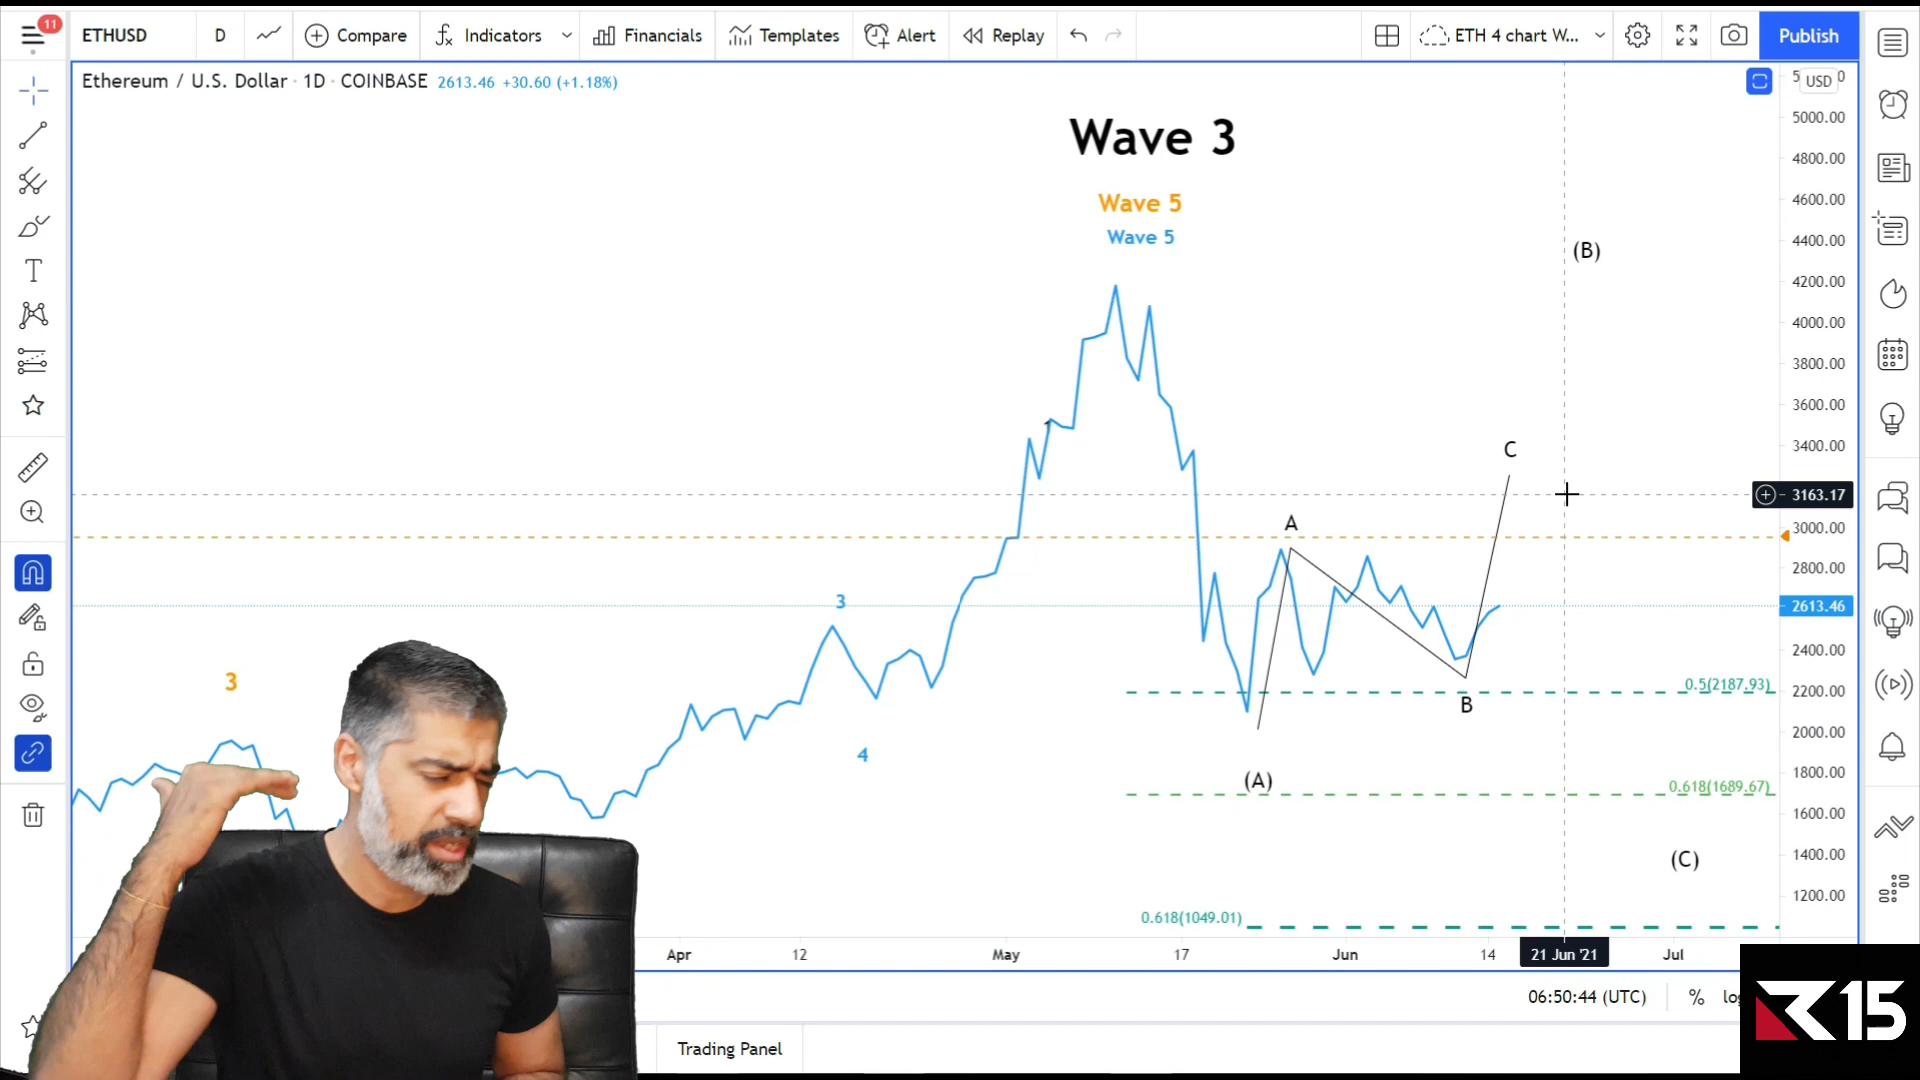 11
ETHUSD
D
Compare
Indicators
Financials
Templates
Alert
Replay
ETH 4 chart W...
Publish
Ethereum / U.S. Dollar · 1D · COINBASE 2613.46 +30.60 (+1.18%)
USD
5000.00
4800.00
4600.00
4400.00
4200.00
4000.00
3800.00
3600.00
3400.00
3163.17
3000.00
2800.00
2613.46
2400.00
2200.00
2000.00
1800.00
1600.00
1400.00
1200.00
Wave 3
Wave 5
Wave 5
(B)
C
A
3
3
0.5(2187.93)
B
4
(A)
0.618(1689.67)
(C)
0.618(1049.01)
Apr
12
May
17
Jun
14
21 Jun '21
Jul
06:50:44 (UTC)
%
Trading Panel
R15